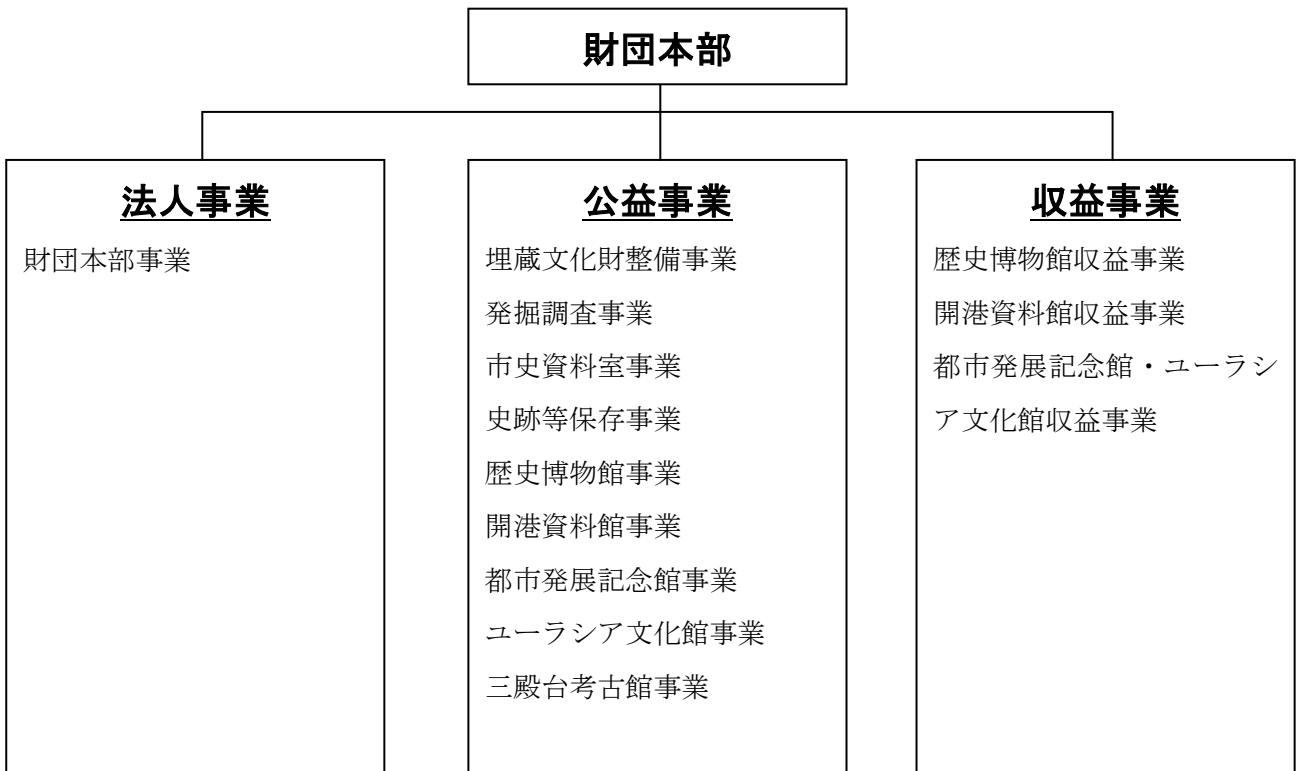 財団本部
法人事業
財団本部事業
公益事業
埋蔵文化財整備事業
発掘調査事業
市史資料室事業
史跡等保存事業
歴史博物館事業
開港資料館事業
都市発展記念館事業
ユーラシア文化館事業
三殿台考古館事業
収益事業
歴史博物館収益事業
開港資料館収益事業
都市発展記念館・ユーラシ
ア文化館収益事業